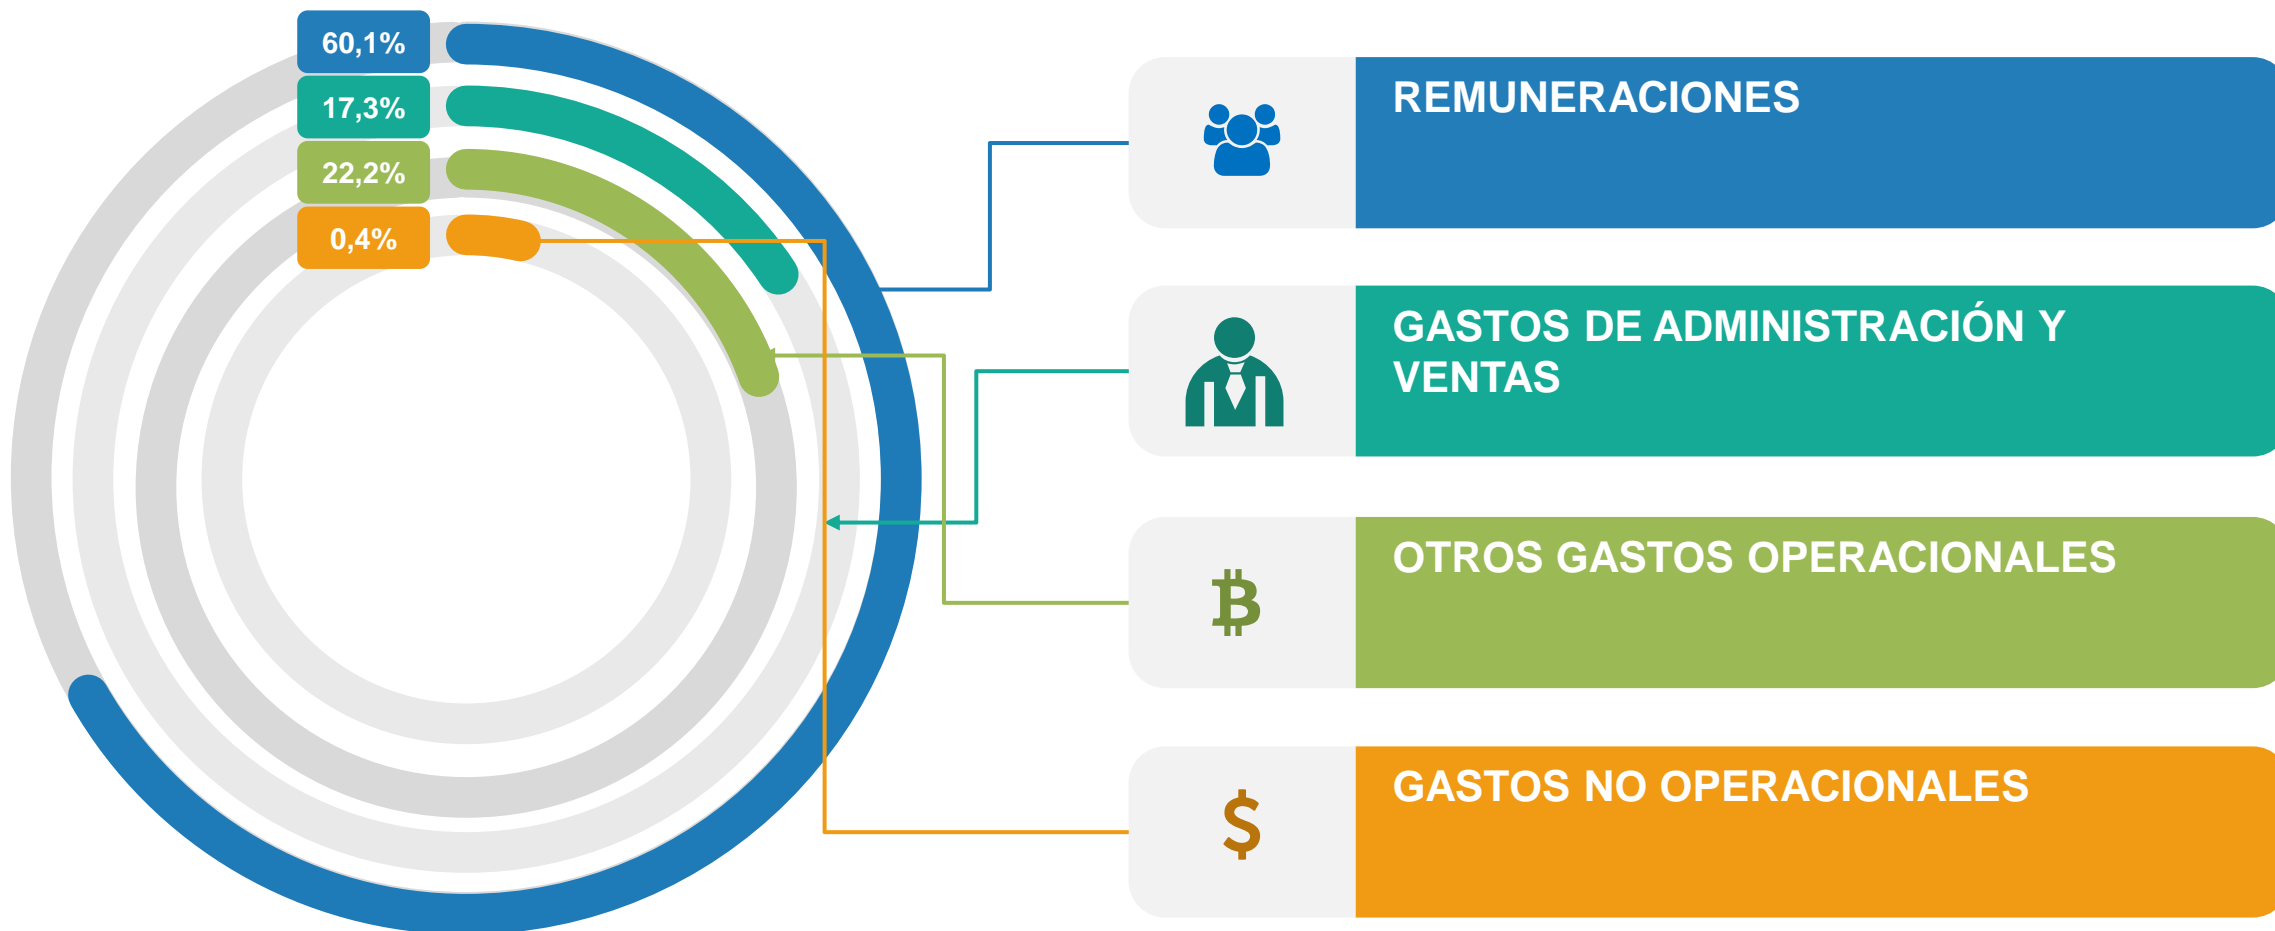 60,1%
17,3%
22,2%
0,4%
REMUNERACIONES
GASTOS DE ADMINISTRACIÓN Y
VENTAS
OTROS GASTOS OPERACIONALES
GASTOS NO OPERACIONALES